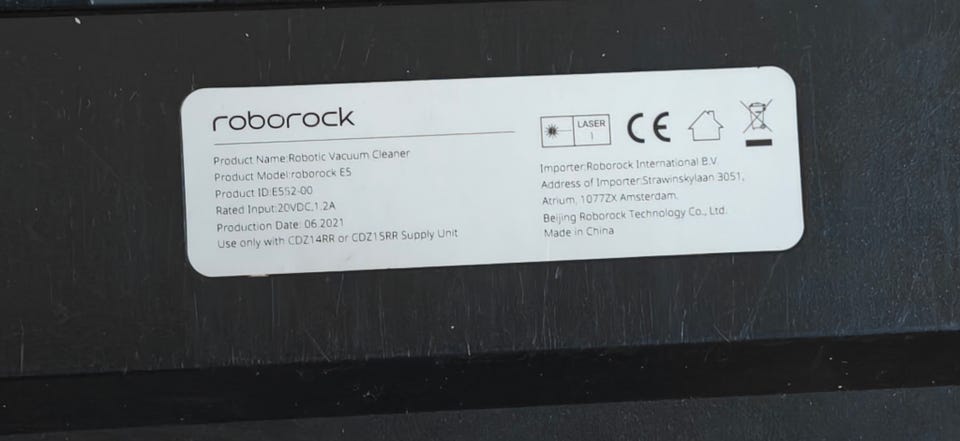 roborock
Product Name:Robotic Vacuum Cleaner
Product Model:roborock E5
Product ID:E552-00
Rated Input:20VDC,1.2A
Production Date: 06.2021
Use only with CDZ14RR or CDZ15RR Supply Unit
LASER
1
CE
Importer:Roborock International B.V.
Address of Importer:Strawinskylaan 3051,
Atrium, 1077ZX Amsterdam,
Beijing Roborock Technology Co., Ltd.
Made in China